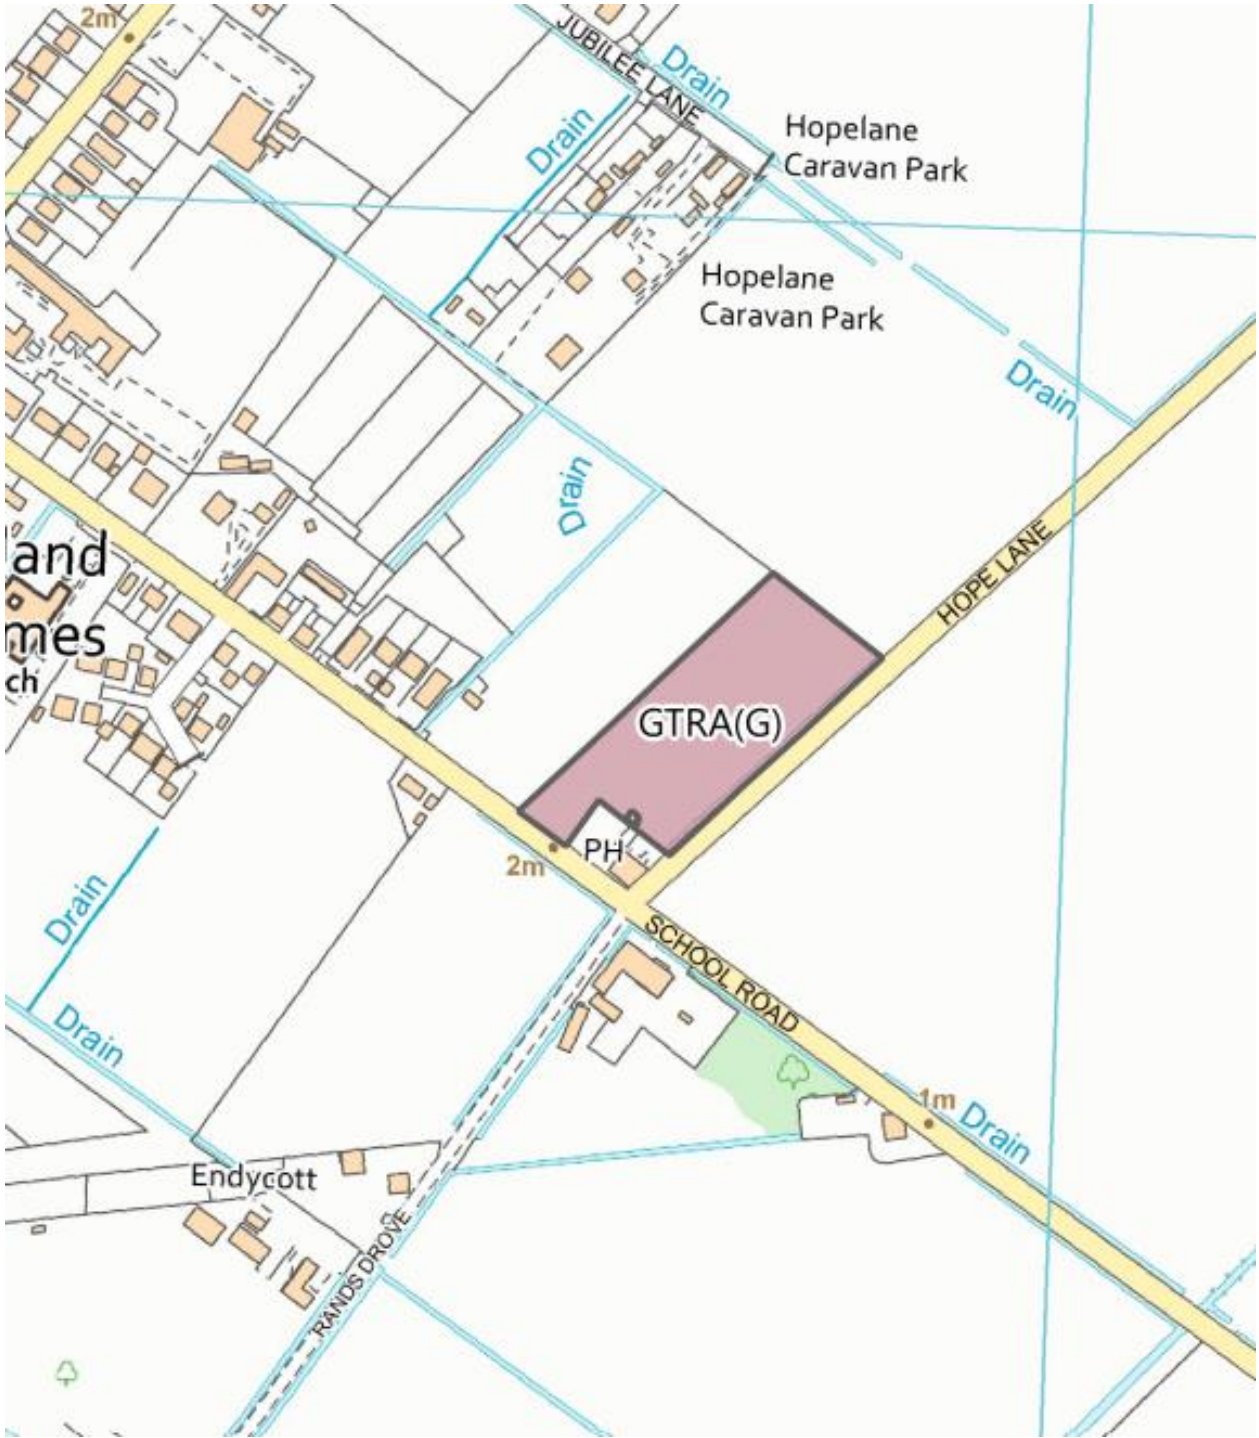 2m
JUBILEE LANE
Drain
Drain
Hopelane
Caravan Park
Hopelane
Caravan Park
Drain
Drain
and
mes
ch
HOPE LANE
GTRA(G)
PH
2m
Drain
SCHOOL ROAD
Drain
1m
Drain
Endycott
RANDS DROVE